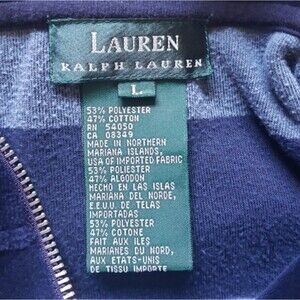 LAUREN
RALPH LAUREN
L
53% POLYESTER
47% COTTON
RN 54050
CA 08349
MADE IN NORTHERN
MARIANA ISLANDS,
USA OF IMPORTED FABRIC
53% POLIESTER
47% ALGODON
HECHO EN LAS ISLAS
MARIANAS DEL NORTE,
E.E.U.U. DE TELAS
IMPORTADAS
53% POLYESTER
47% COTONE
FAIT AUX ILES
MARIANES DU NORD,
AUX ETATS-UNIS
DE TISSU IMPORTE